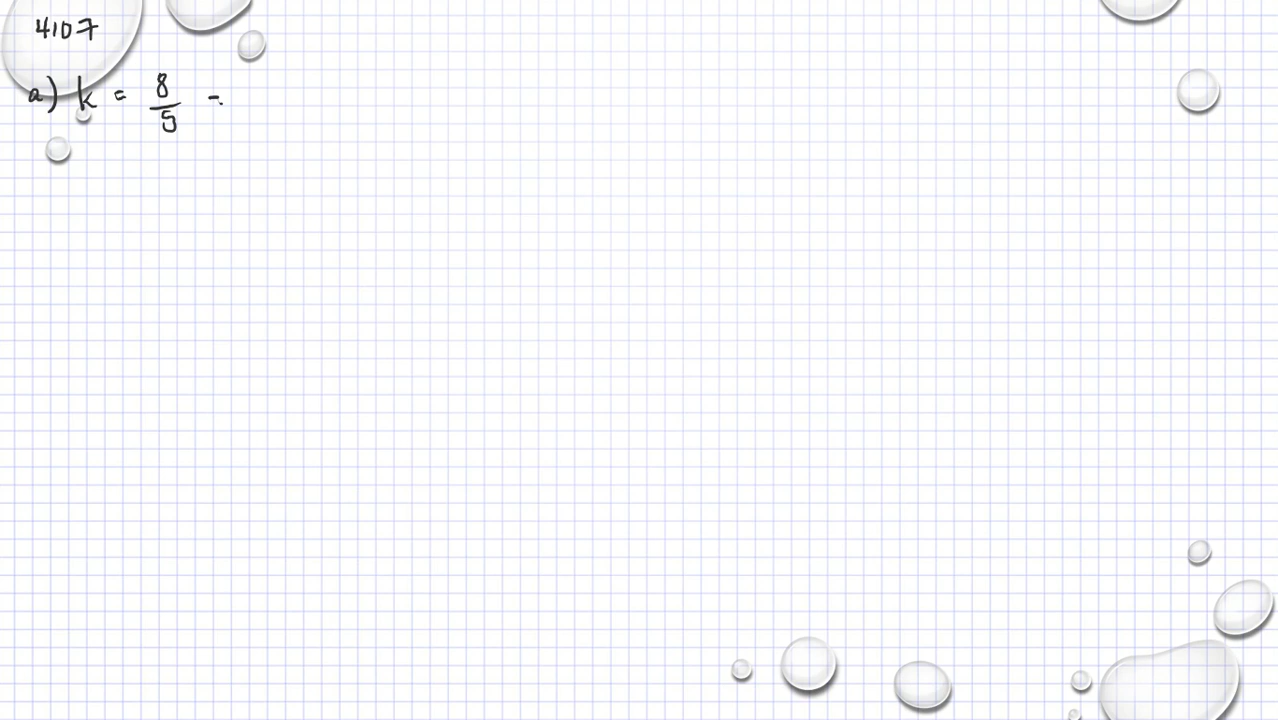 4107
a) k = 8/5 -